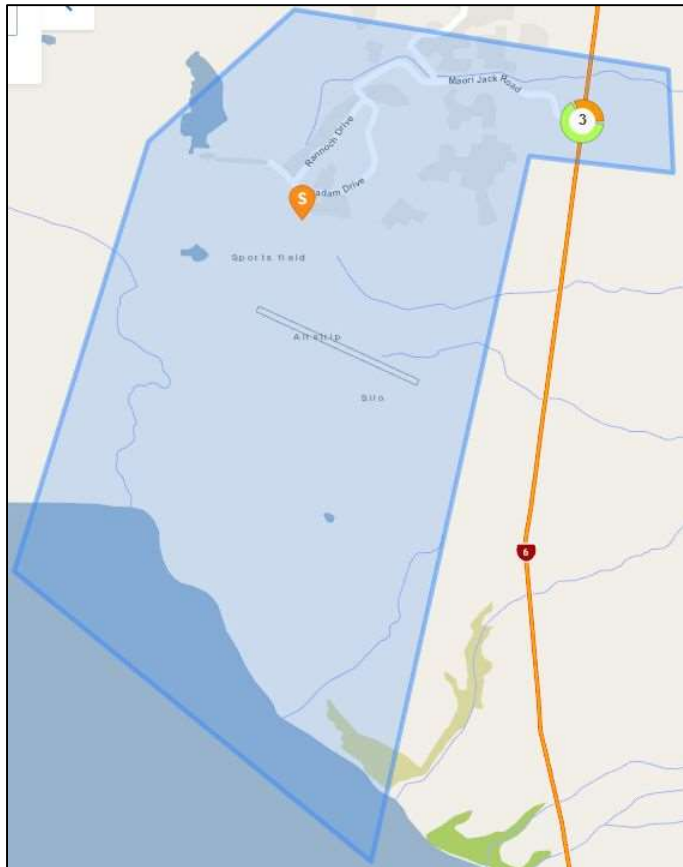 Maori Jack Road
3
Rannoch Drive
adam Drive
S
Sports field
Airstrip
Silo
6